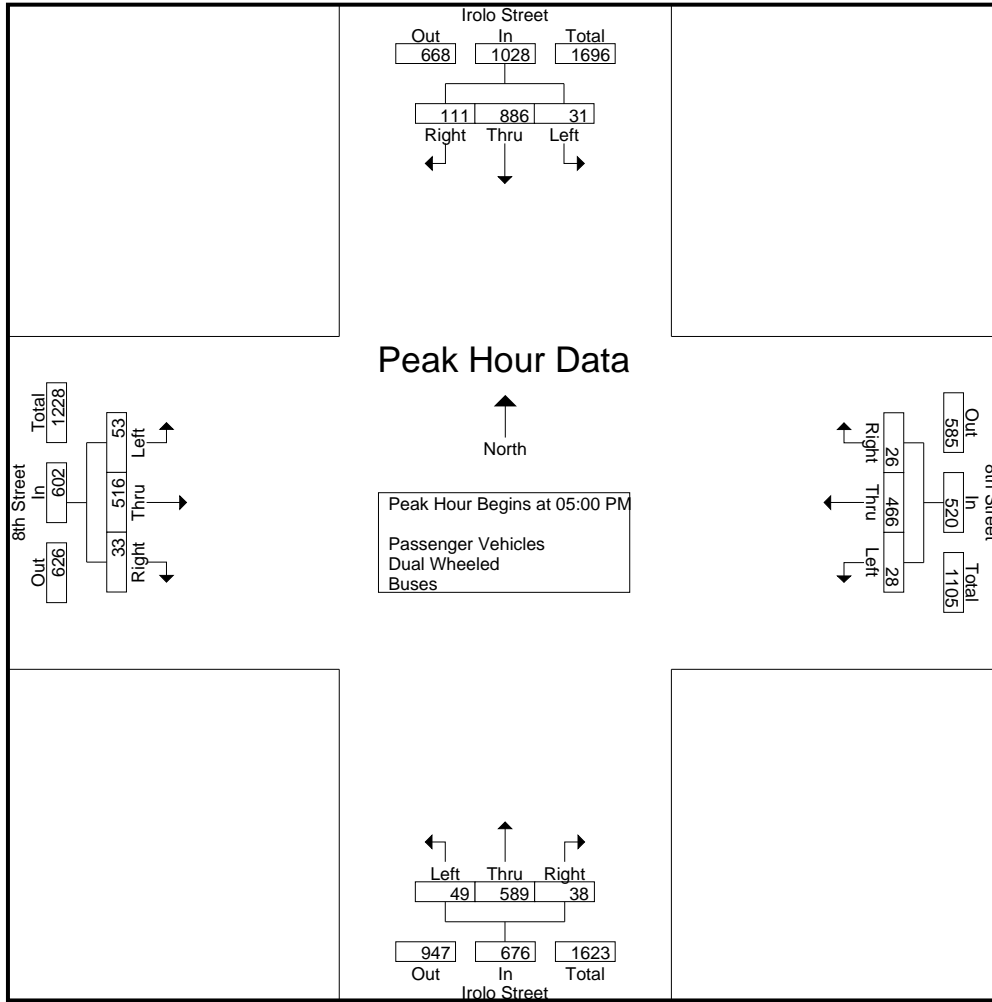 Irolo Street
Out In Total
668 1028 1696
111 886 31
Right Thru Left
Peak Hour Data
North
Peak Hour Begins at 05:00 PM
Passenger Vehicles
Dual Wheeled
Buses
8th Street
Total In Out
1228 602 626
53 516 33
Left Thru Right
8th Street
Out In Total
585 520 1105
26 466 28
Right Thru Left
Left Thru Right
49 589 38
947 676 1623
Out In Total
Irolo Street